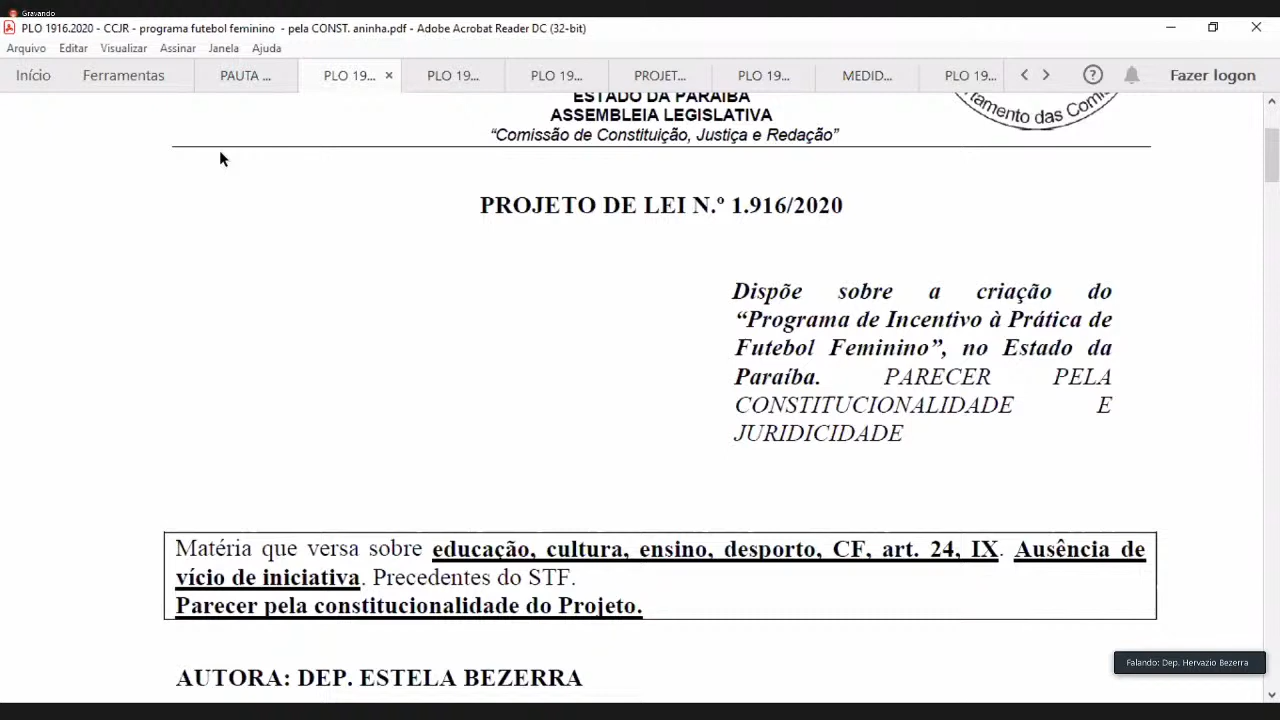 Gravando
PLO 1916.2020 - CCJR - programa futebol feminino - pela CONST. aninha.pdf - Adobe Acrobat Reader DC (32-bit)
Arquivo Editar Visualizar Assinar Janela Ajuda
Início Ferramentas PAUTA ... PLO 19... × PLO 19... PLO 19... PROJET... PLO 19... MEDID... PLO 19... Fazer logon
ESTADO DA PARAÍBA
ASSEMBLEIA LEGISLATIVA
“Comissão de Constituição, Justiça e Redação”
tamento das Comi
PROJETO DE LEI N.º 1.916/2020
Dispõe sobre a criação do
“Programa de Incentivo à Prática de
Futebol Feminino”, no Estado da
Paraíba. PARECER PELA
CONSTITUCIONALIDADE E
JURIDICIDADE
Matéria que versa sobre educação, cultura, ensino, desporto, CF, art. 24, IX. Ausência de
vício de iniciativa. Precedentes do STF.
Parecer pela constitucionalidade do Projeto.
AUTORA: DEP. ESTELA BEZERRA
Falando: Dep. Hervazio Bezerra